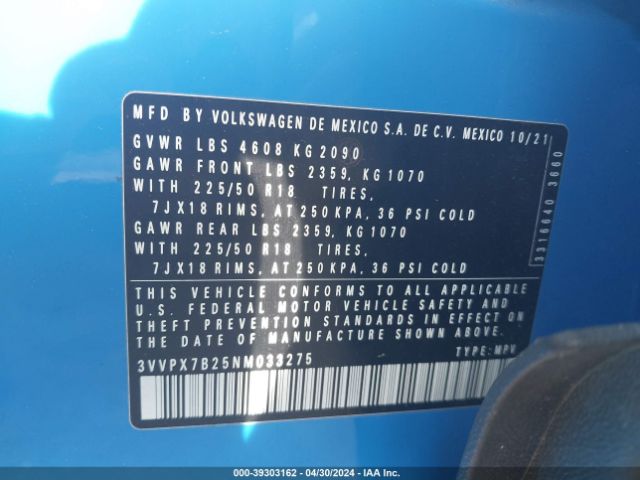 MFD BY VOLKSWAGEN DE MEXICO S.A. DE C.V. MEXICO 10/21
GVWR LBS 4608 KG 2090
GAWR FRONT LBS 2359, KG 1070
WITH 225/50 R18 TIRES,
7JX18 RIMS, AT 250 KPA, 36 PSI COLD
GAWR REAR LBS 2359, KG 1070
WITH 225/50 R18 TIRES,
7JX18 RIMS, AT 250 KPA, 36 PSI COLD
THIS VEHICLE CONFORMS TO ALL APPLICABLE
U.S. FEDERAL MOTOR VEHICLE SAFETY AND
THEFT PREVENTION STANDARDS IN EFFECT ON
THE DATE OF MANUFACTURE SHOWN ABOVE.
3VVPX7B25NM033275 TYPE: MPV
3316640 3660
000-39303162 - 04/30/2024 - IAA Inc.